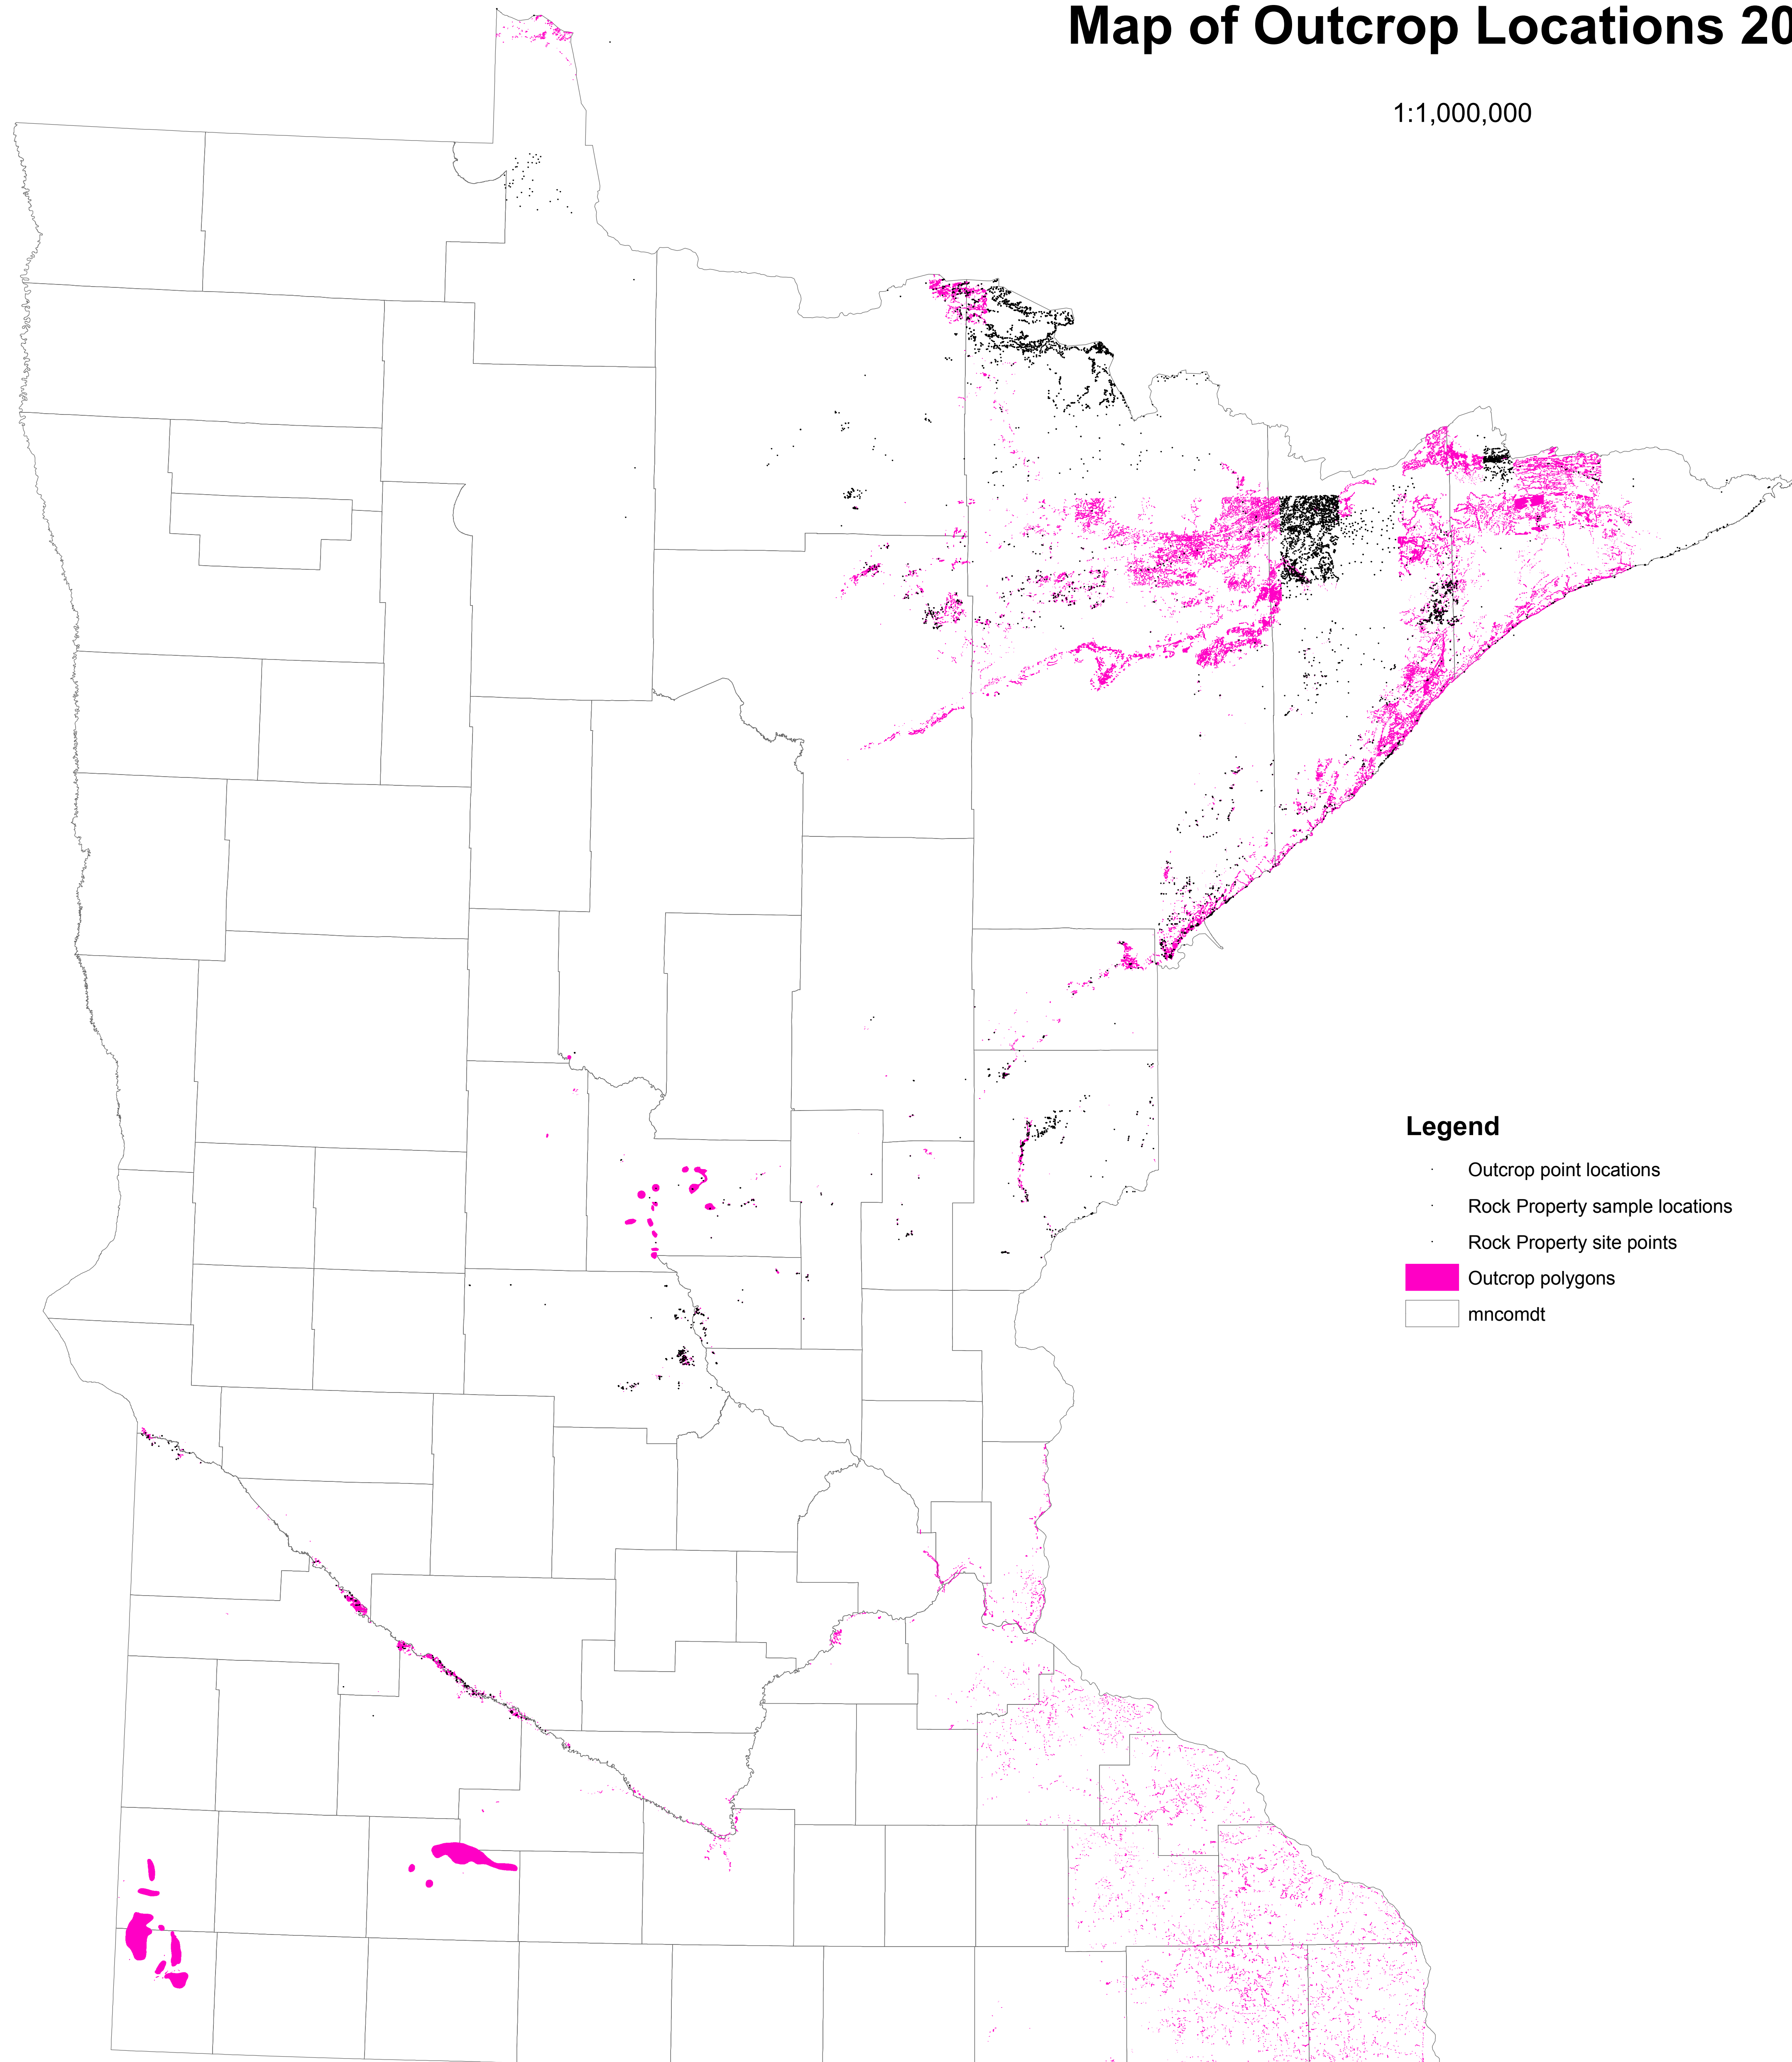 Map of Outcrop Locations 20
1:1,000,000
Legend
Outcrop point locations
Rock Property sample locations
Rock Property site points
Outcrop polygons
mncomdt